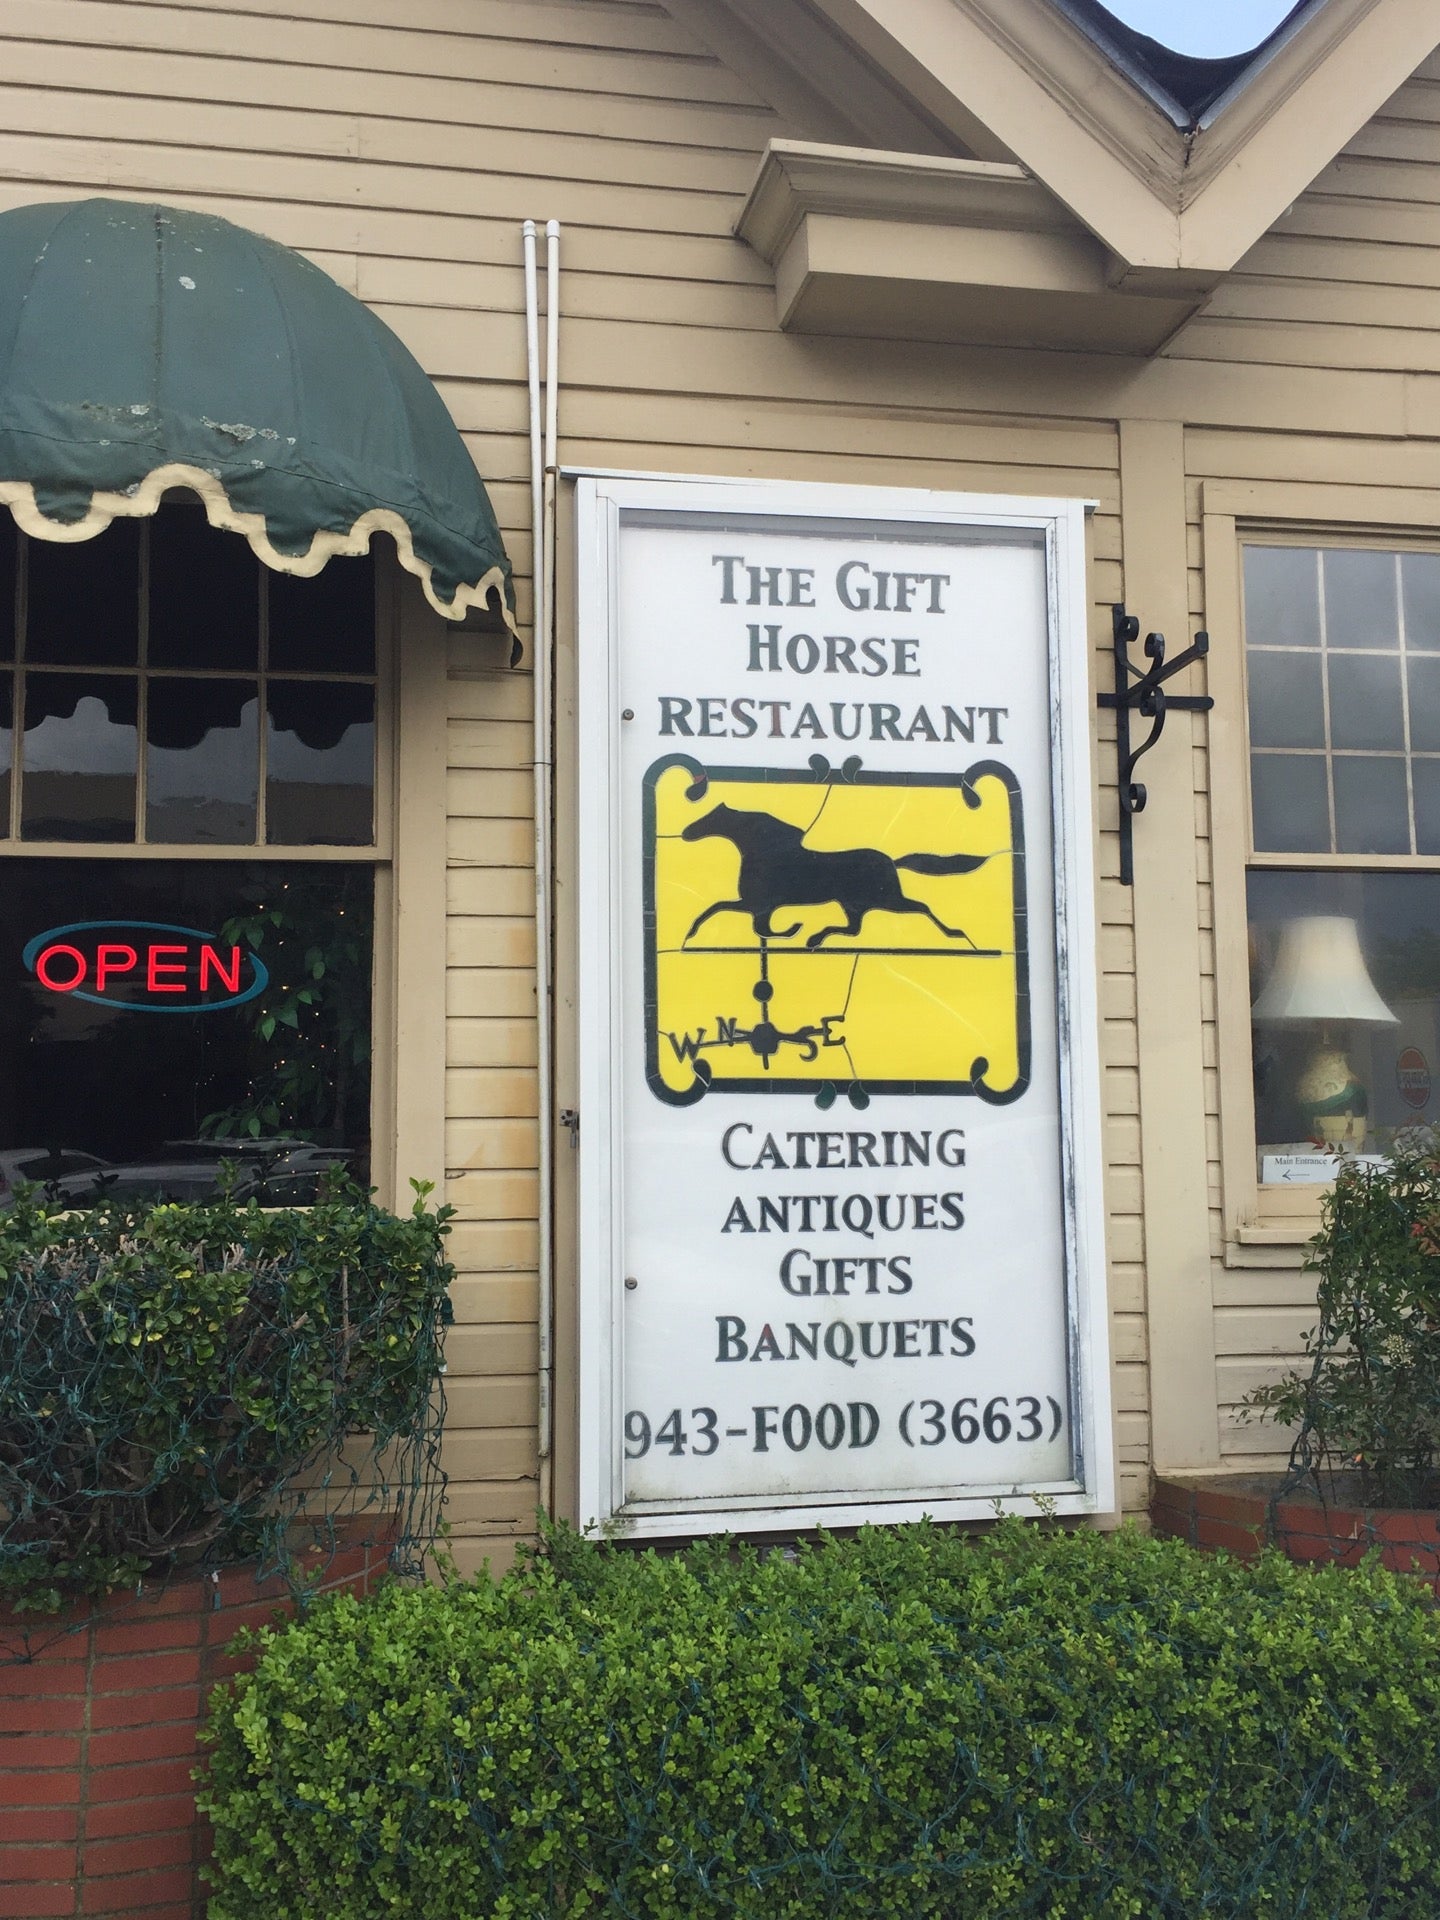 THE GIFT
HORSE
RESTAURANT
W N S E
CATERING
ANTIQUES
GIFTS
BANQUETS
943-FOOD (3663)
OPEN
Main Entrance